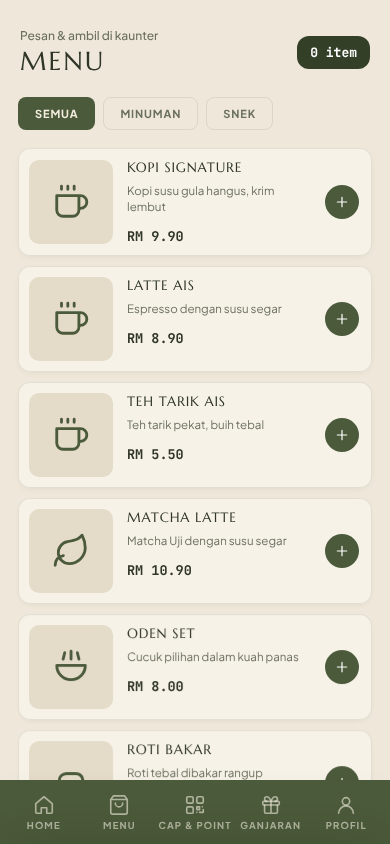 Pesan & ambil di kaunter
MENU
0 item
SEMUA
MINUMAN
SNEK
KOPI SIGNATURE
Kopi susu gula hangus, krim
lembut
RM 9.90
LATTE AIS
Espresso dengan susu segar
RM 8.90
TEH TARIK AIS
Teh tarik pekat, buih tebal
RM 5.50
MATCHA LATTE
Matcha Uji dengan susu segar
RM 10.90
ODEN SET
Cucuk pilihan dalam kuah panas
RM 8.00
ROTI BAKAR
Roti tebal dibakar rangup
HOME
MENU
CAP & POINT
GANJARAN
PROFIL